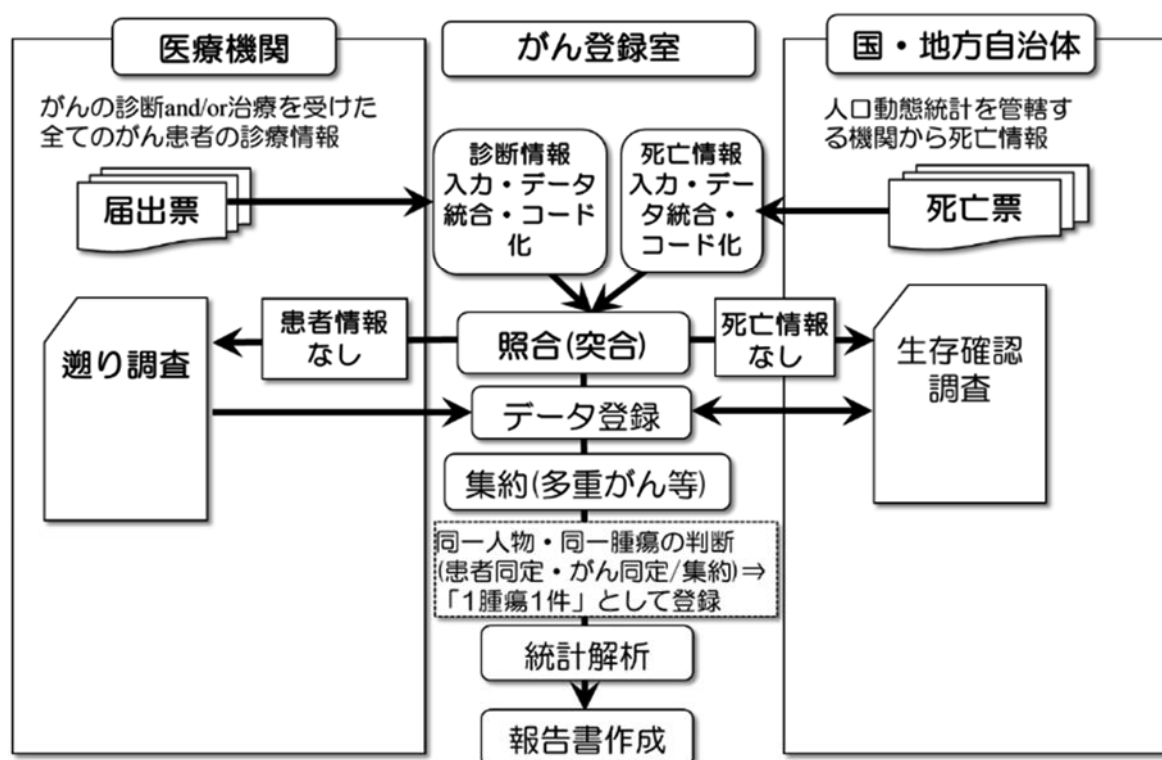 医療機関
がん登録室
国・地方自治体
がんの診断and/or治療を受けた
全てのがん患者の診療情報
人口動態統計を管轄す
る機関から死亡情報
届出票
診断情報
入力・データ
統合・コード
化
死亡情報
入力・デー
タ統合・
コード化
死亡票
遡り調査
患者情報
なし
照合(突合)
死亡情報
なし
生存確認
調査
データ登録
集約(多重がん等)
同一人物・同一腫瘍の判断
(患者同定・がん同定/集約)⇒
「1腫瘍1件」として登録
統計解析
報告書作成